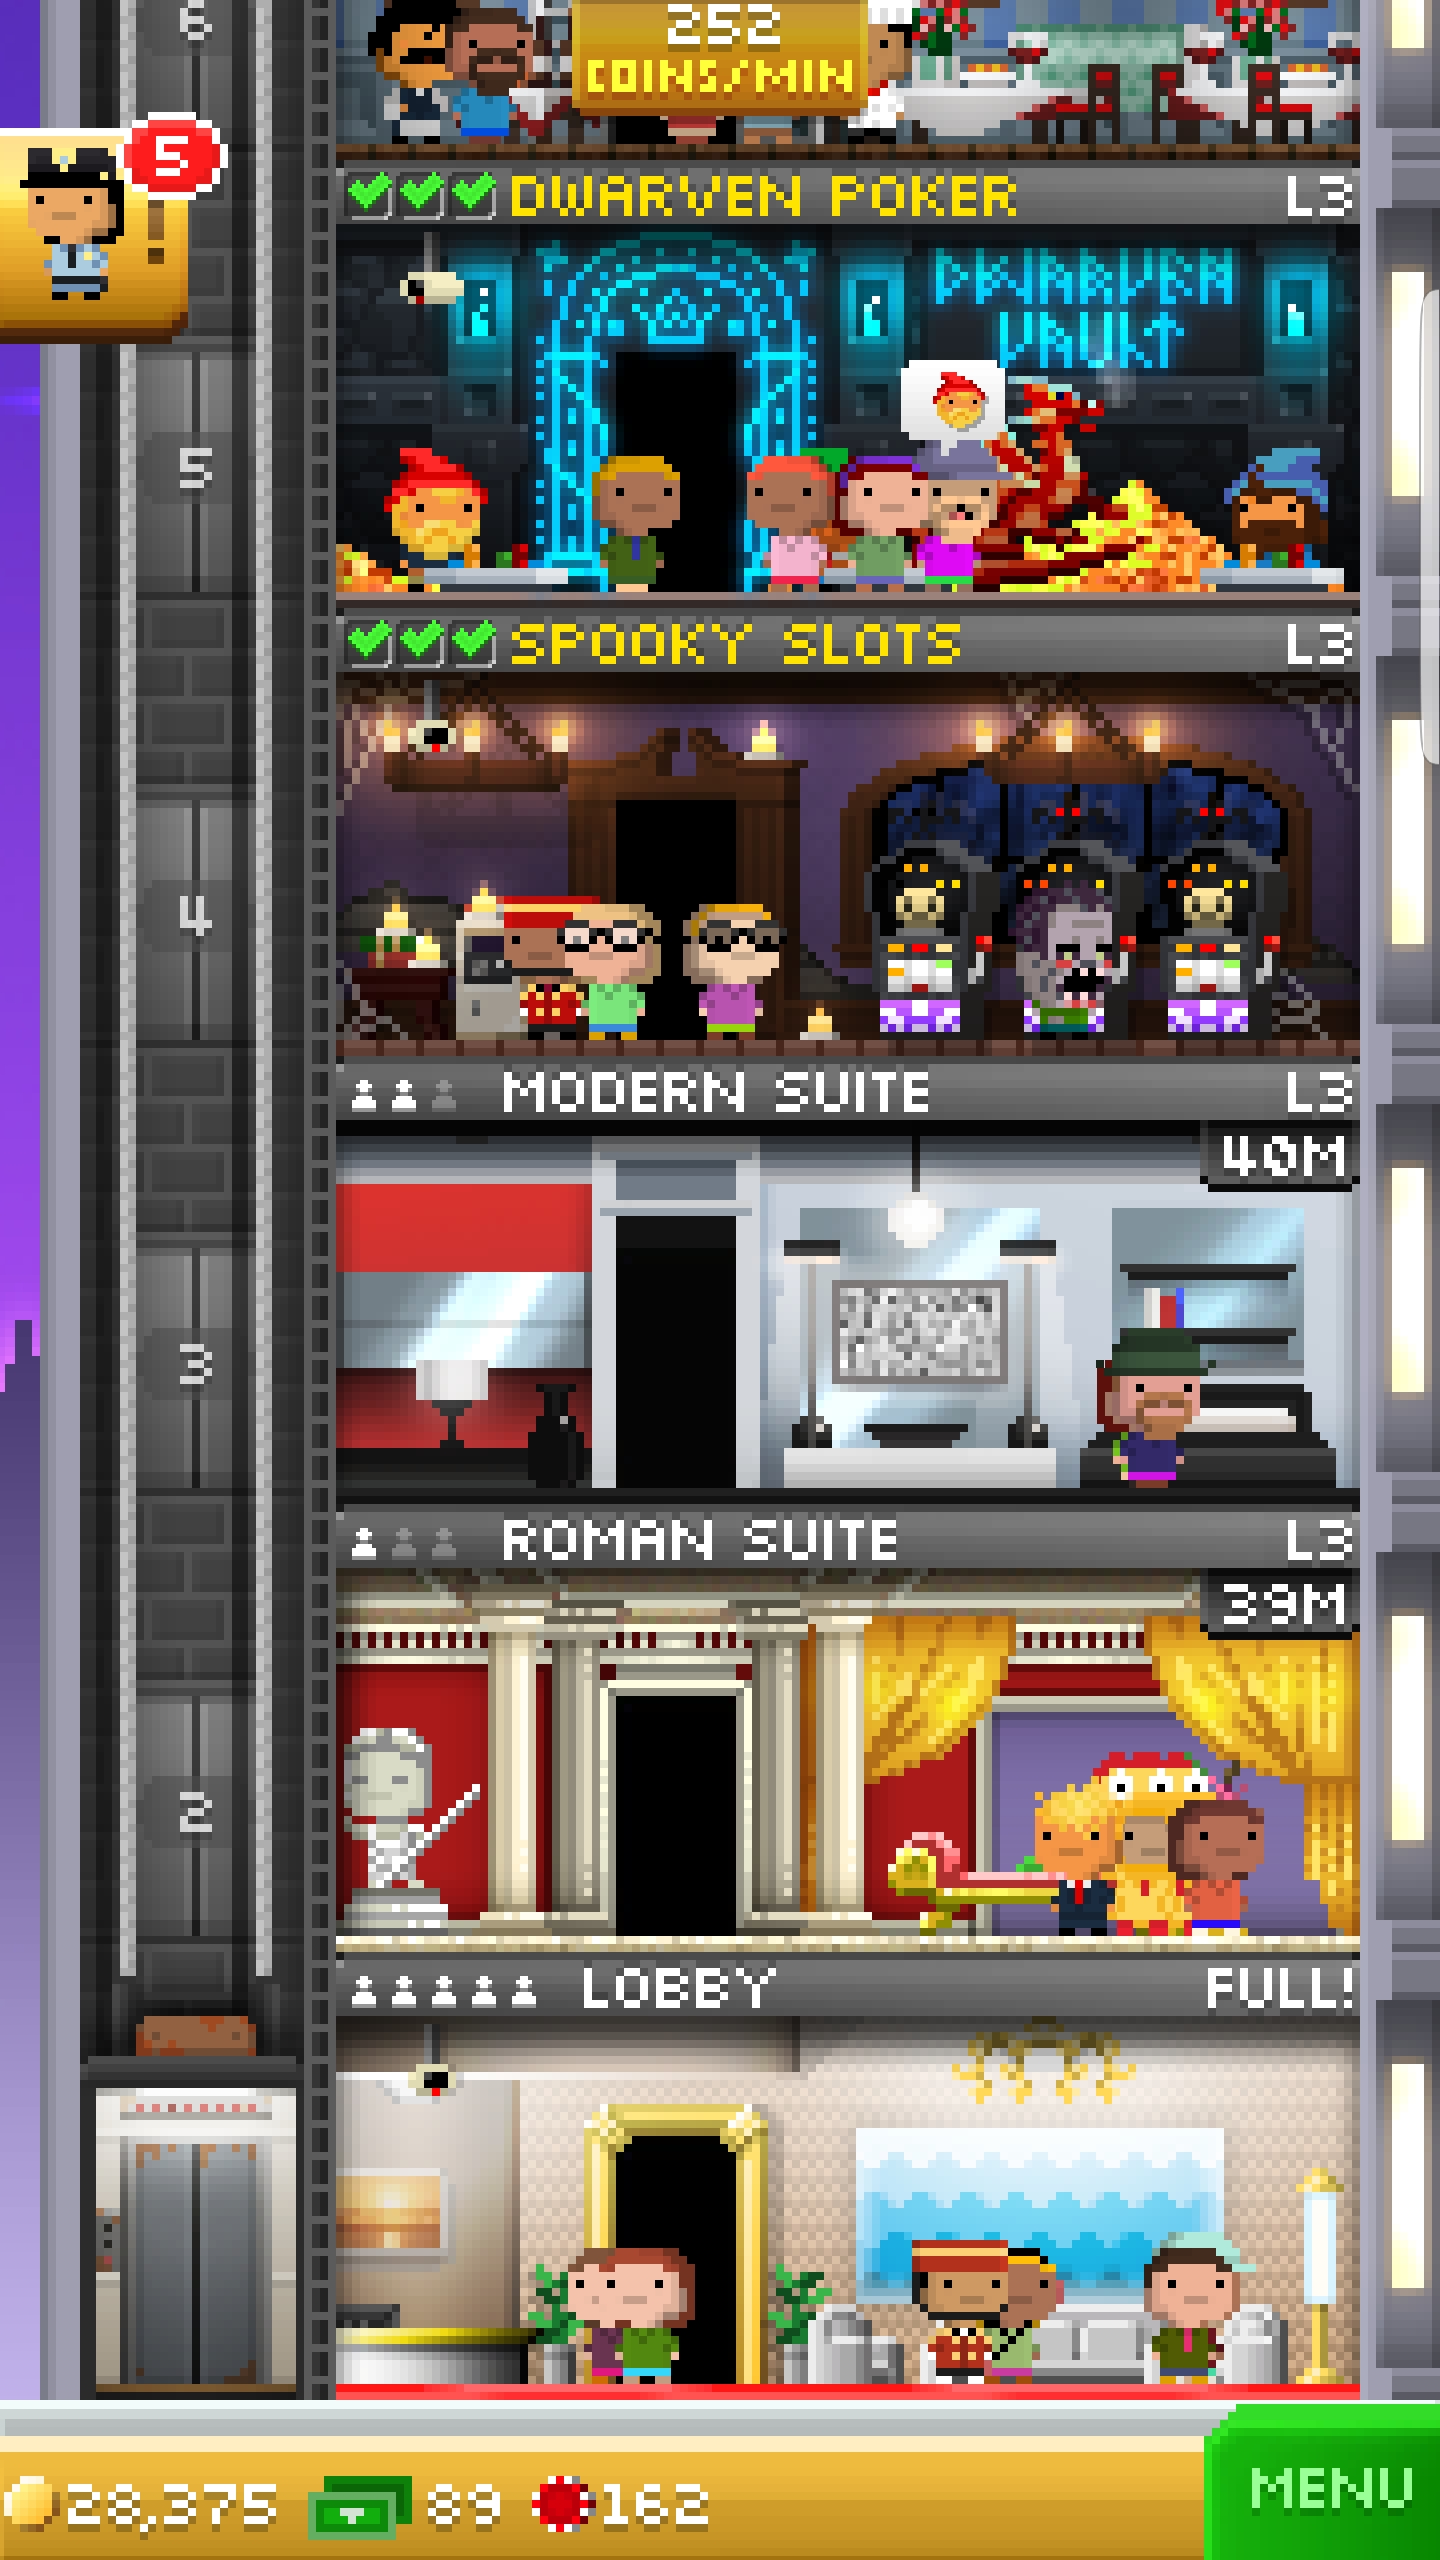 6
252
COINS/MIN
5
DWARVEN POKER
L3
DWARVEN
VAULT
5
SPOOKY SLOTS
L3
4
MODERN SUITE
L3
40M
3
ROMAN SUITE
L3
39M
2
LOBBY
FULL!
28,375
89
162
MENU